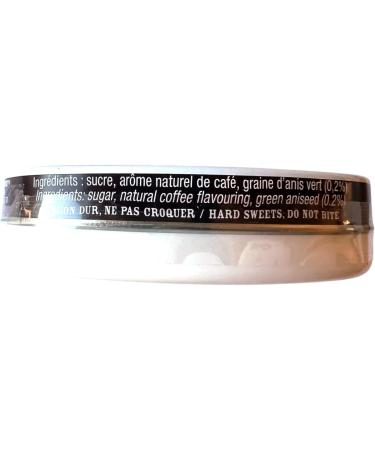 Ingrédients : sucre, arôme naturel de café, graine d'anis vert (0,2%)
Ingredients: sugar, natural coffee flavouring, green aniseed (0.2%)
DUR, NE PAS CROQUER / HARD SWEETS, DO NOT BITE